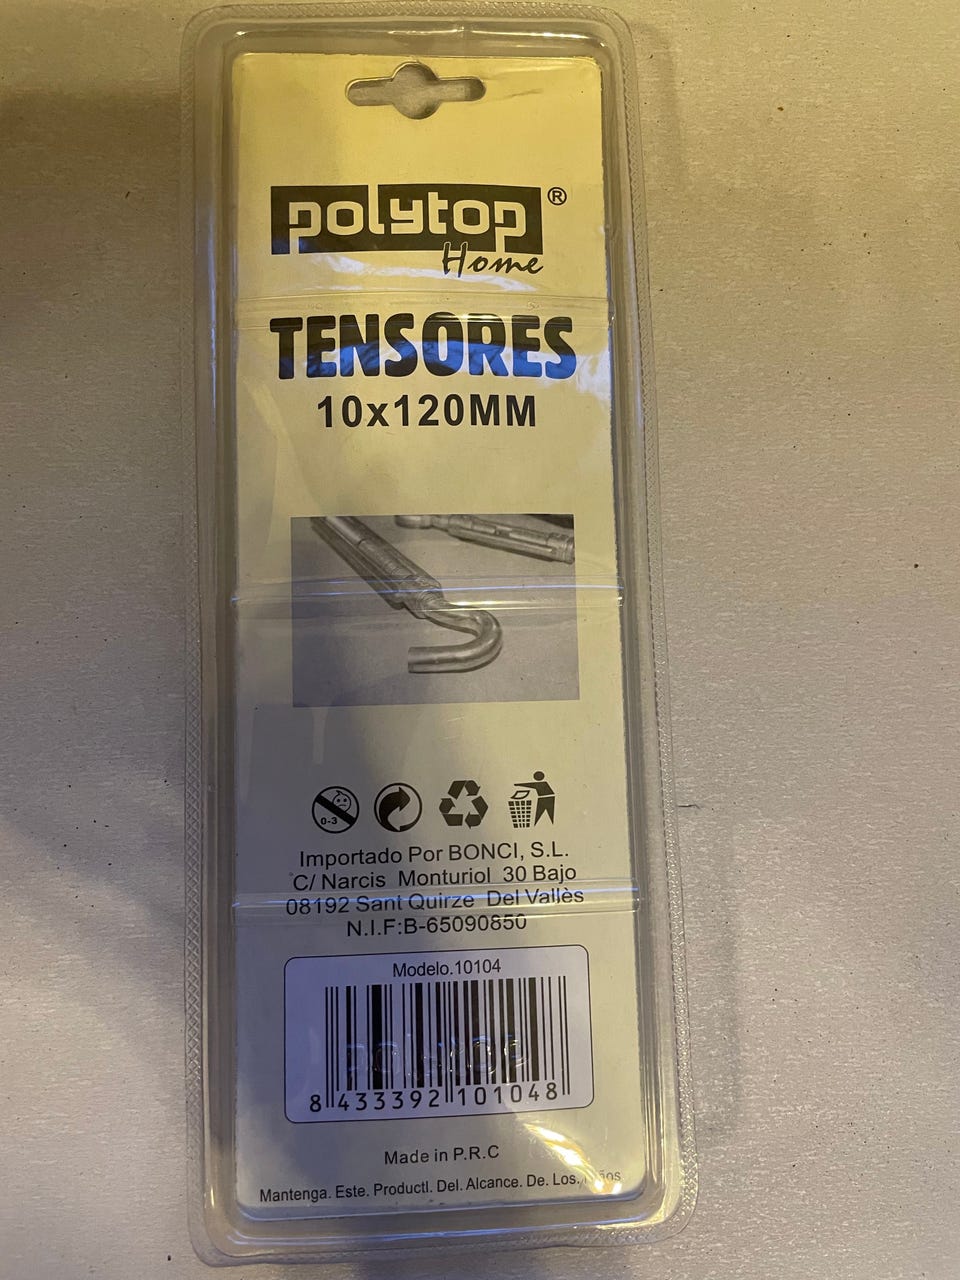 polytop®
Home
TENSORES
10x120MM
0-3
Importado Por BONCI, S.L.
C/ Narcis Monturiol 30 Bajo
08192 Sant Quirze Del Vallès
N.I.F:B-65090850
Modelo.10104
polytop
8 433392 101048
Made in P.R.C
Mantenga. Este. Productl. Del. Alcance. De. Los.